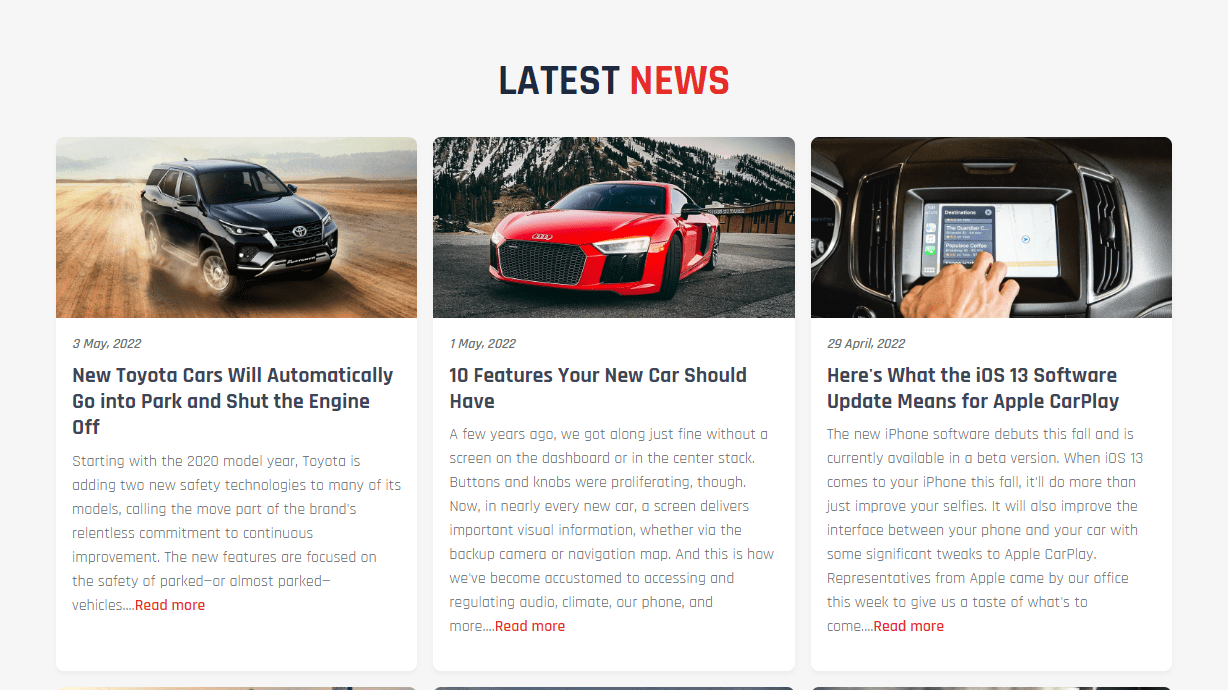 LATEST NEWS
3 May, 2022
New Toyota Cars Will Automatically
Go into Park and Shut the Engine
Off
Starting with the 2020 model year, Toyota is
adding two new safety technologies to many of its
models, calling the move part of the brand's
relentless commitment to continuous
improvement. The new features are focused on
the safety of parked—or almost parked—
vehicles....Read more
1 May, 2022
10 Features Your New Car Should
Have
A few years ago, we got along just fine without a
screen on the dashboard or in the center stack.
Buttons and knobs were proliferating, though.
Now, in nearly every new car, a screen delivers
important visual information, whether via the
backup camera or navigation map. And this is how
we've become accustomed to accessing and
regulating audio, climate, our phone, and
more....Read more
Destinations
The Guardian C...
Populace Coffee
29 April, 2022
Here's What the iOS 13 Software
Update Means for Apple CarPlay
The new iPhone software debuts this fall and is
currently available in a beta version. When iOS 13
comes to your iPhone this fall, it'll do more than
just improve your selfies. It will also improve the
interface between your phone and your car with
some significant tweaks to Apple CarPlay.
Representatives from Apple came by our office
this week to give us a taste of what's to
come....Read more